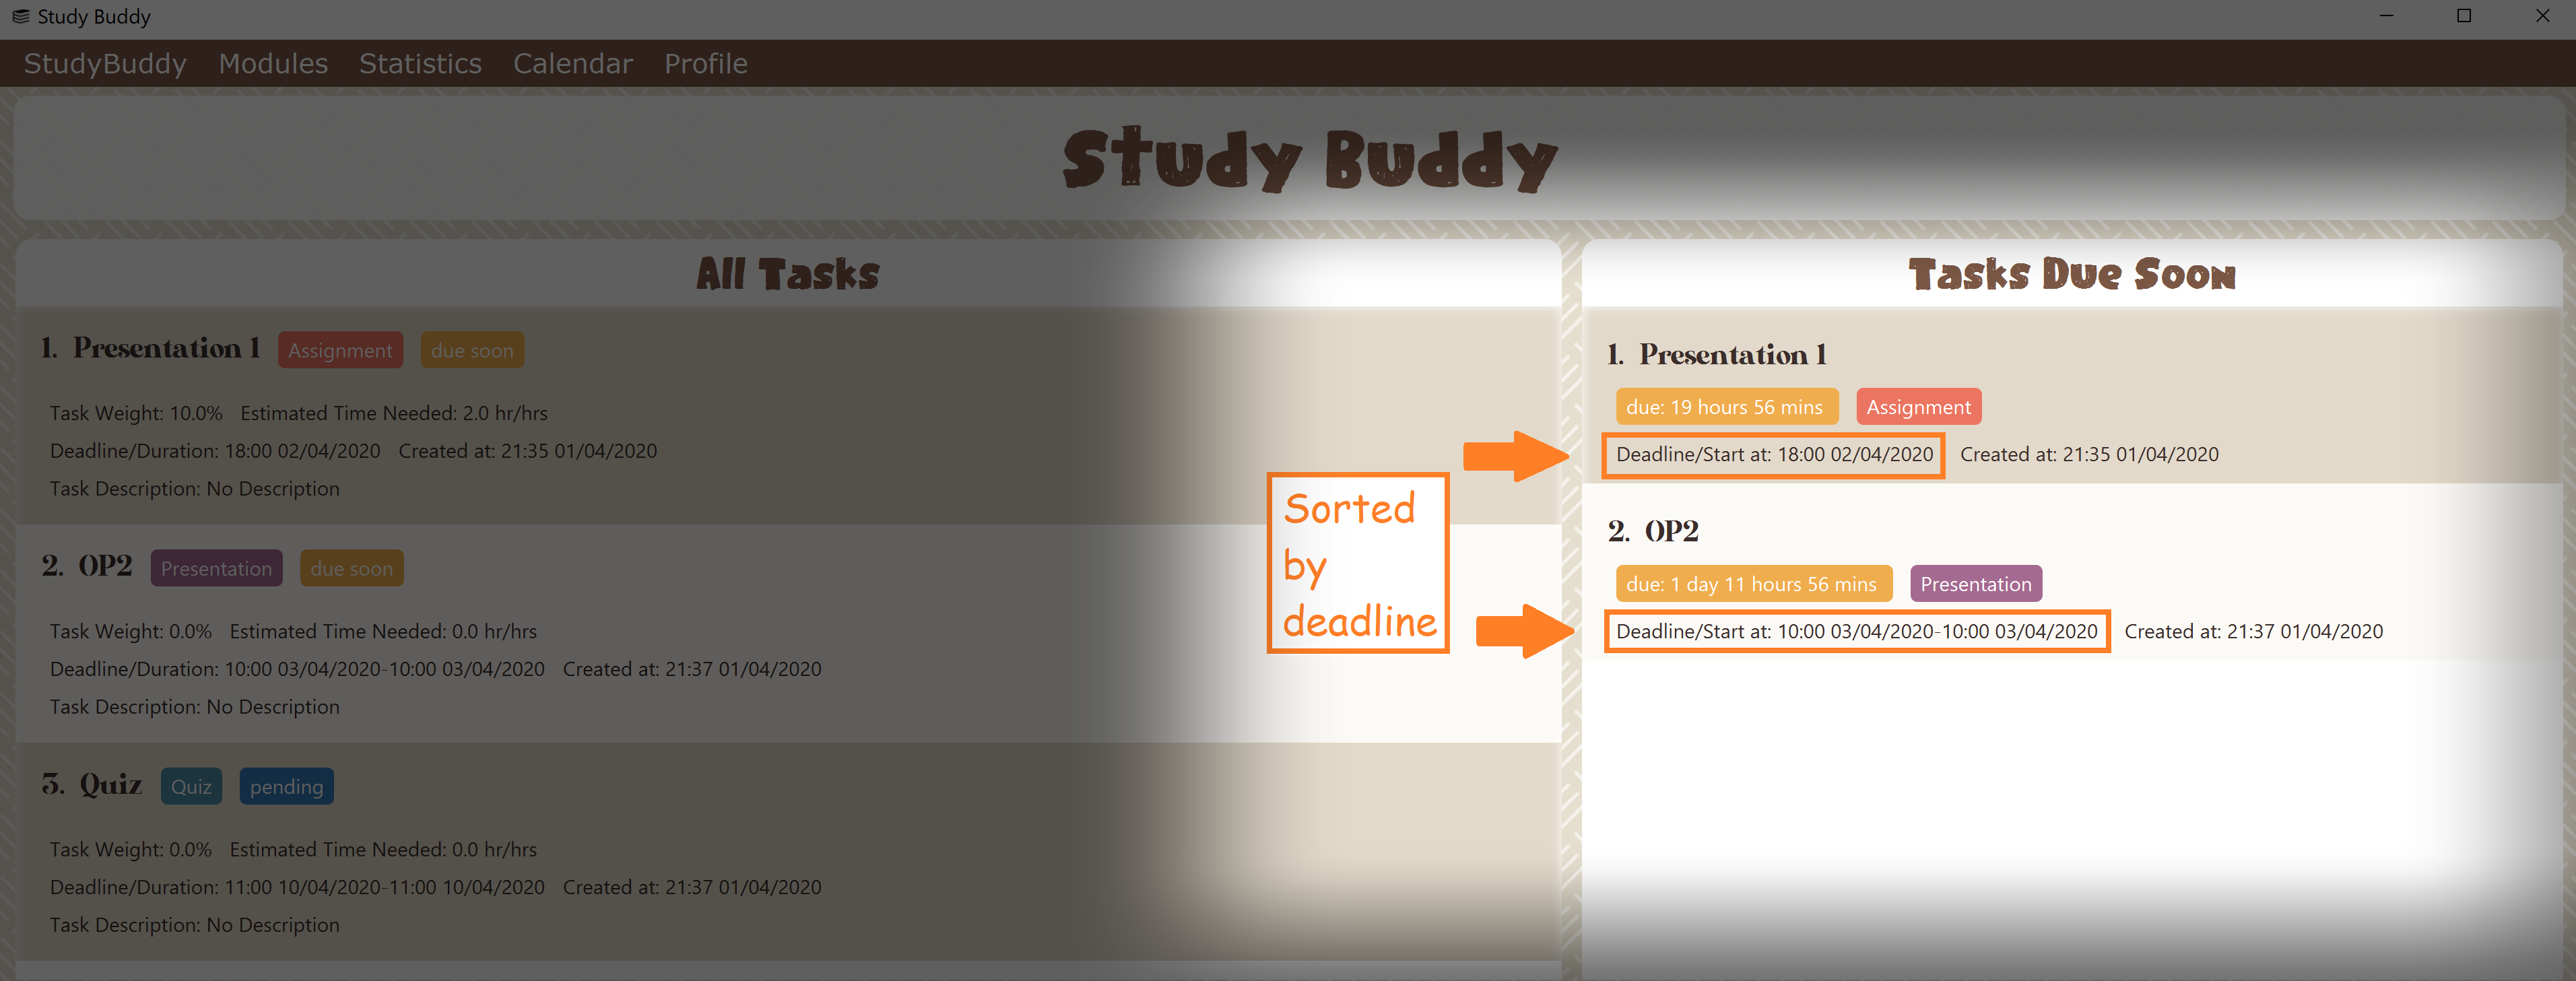 Study Buddy
StudyBuddy Modules Statistics Calendar Profile
Study Buddy
All Tasks
1. Presentation 1 Assignment due soon
Task Weight: 10.0% Estimated Time Needed: 2.0 hr/hrs
Deadline/Duration: 18:00 02/04/2020 Created at: 21:35 01/04/2020
Task Description: No Description
2. OP2 Presentation due soon
Task Weight: 0.0% Estimated Time Needed: 0.0 hr/hrs
Deadline/Duration: 10:00 03/04/2020-10:00 03/04/2020 Created at: 21:37 01/04/2020
Task Description: No Description
3. Quiz Quiz pending
Task Weight: 0.0% Estimated Time Needed: 0.0 hr/hrs
Deadline/Duration: 11:00 10/04/2020-11:00 10/04/2020 Created at: 21:37 01/04/2020
Task Description: No Description
Sorted
by
deadline
Tasks Due Soon
1. Presentation 1
due: 19 hours 56 mins Assignment
Deadline/Start at: 18:00 02/04/2020 Created at: 21:35 01/04/2020
2. OP2
due: 1 day 11 hours 56 mins Presentation
Deadline/Start at: 10:00 03/04/2020-10:00 03/04/2020 Created at: 21:37 01/04/2020